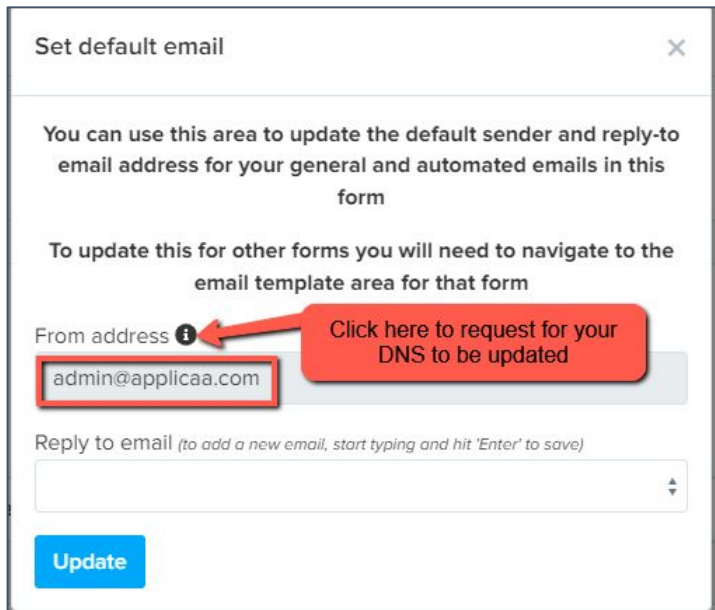 Set default email
You can use this area to update the default sender and reply-to
email address for your general and automated emails in this
form
To update this for other forms you will need to navigate to the
email template area for that form
From address
Click here to request for your
DNS to be updated
admin@applicaa.com
Reply to email (to add a new email, start typing and hit 'Enter' to save)
Update